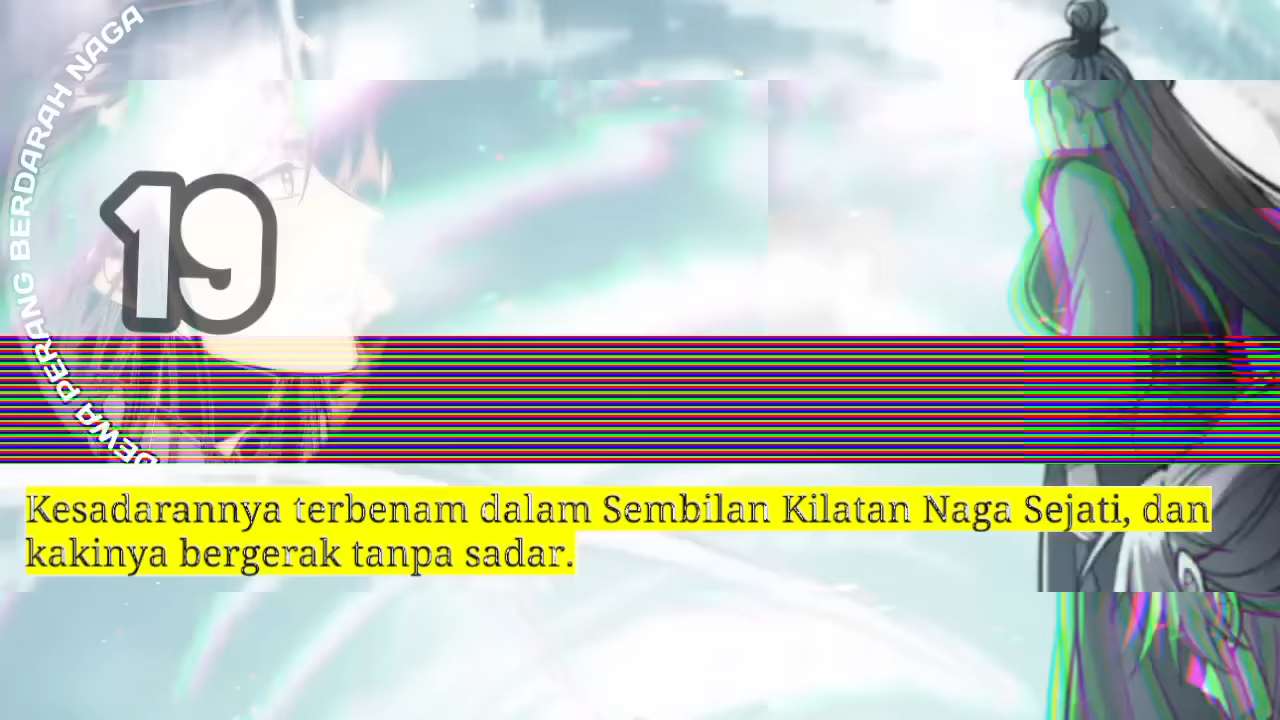 DEWA PERANG BERDARAH NAGA
19
Kesadarannya terbenam dalam Sembilan Kilatan Naga Sejati, dan
kakinya bergerak tanpa sadar.